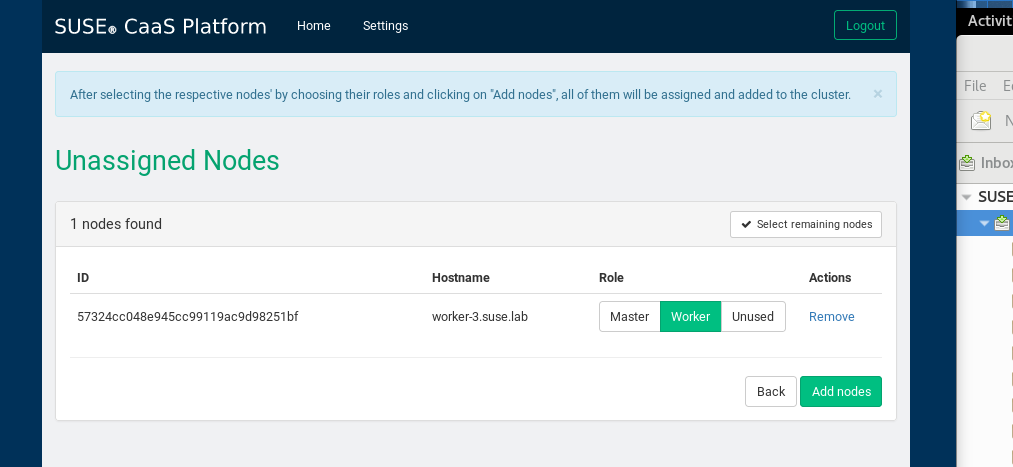 SUSE® CaaS Platform Home Settings Logout
After selecting the respective nodes' by choosing their roles and clicking on "Add nodes", all of them will be assigned and added to the cluster. ×
Unassigned Nodes
1 nodes found Select remaining nodes
ID Hostname Role Actions
57324cc048e945cc99119ac9d98251bf worker-3.suse.lab Master Worker Unused Remove
Back Add nodes
Activit
File
Inbox
SUSE